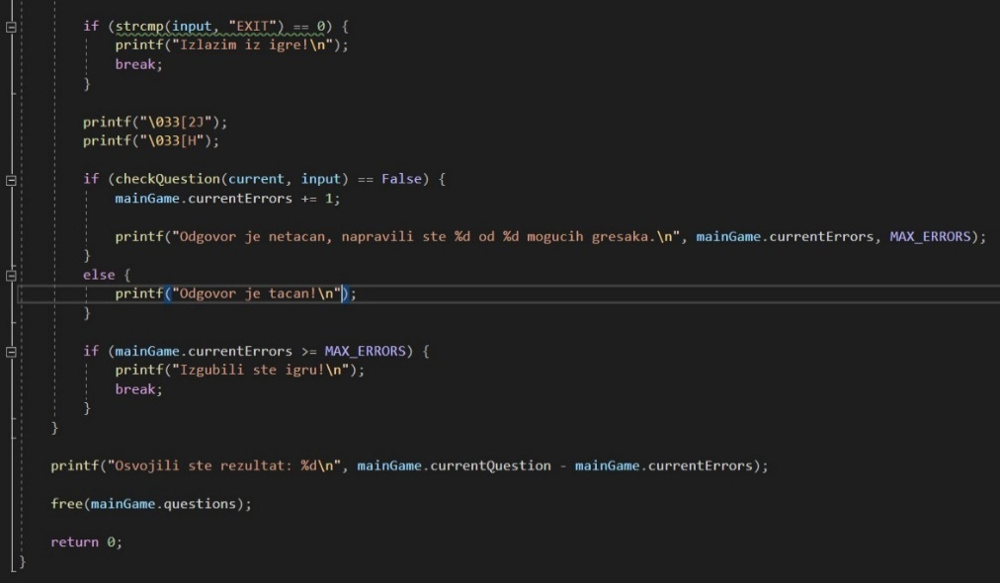 if (strcmp(input, "EXIT") == 0) {
printf("Izlazim iz igre!\n");
break;
}
printf("\033[2J");
printf("\033[H");
if (checkQuestion(current, input) == False) {
mainGame.currentErrors += 1;
printf("Odgovor je netacan, napravili ste %d od %d mogucih gresaka.\n", mainGame.currentErrors, MAX_ERRORS);
}
else {
printf("Odgovor je tacan!\n");
}
if (mainGame.currentErrors >= MAX_ERRORS) {
printf("Izgubili ste igru!\n");
break;
}
}
printf("Osvojili ste rezultat: %d\n", mainGame.currentQuestion - mainGame.currentErrors);
free(mainGame.questions);
return 0;
}